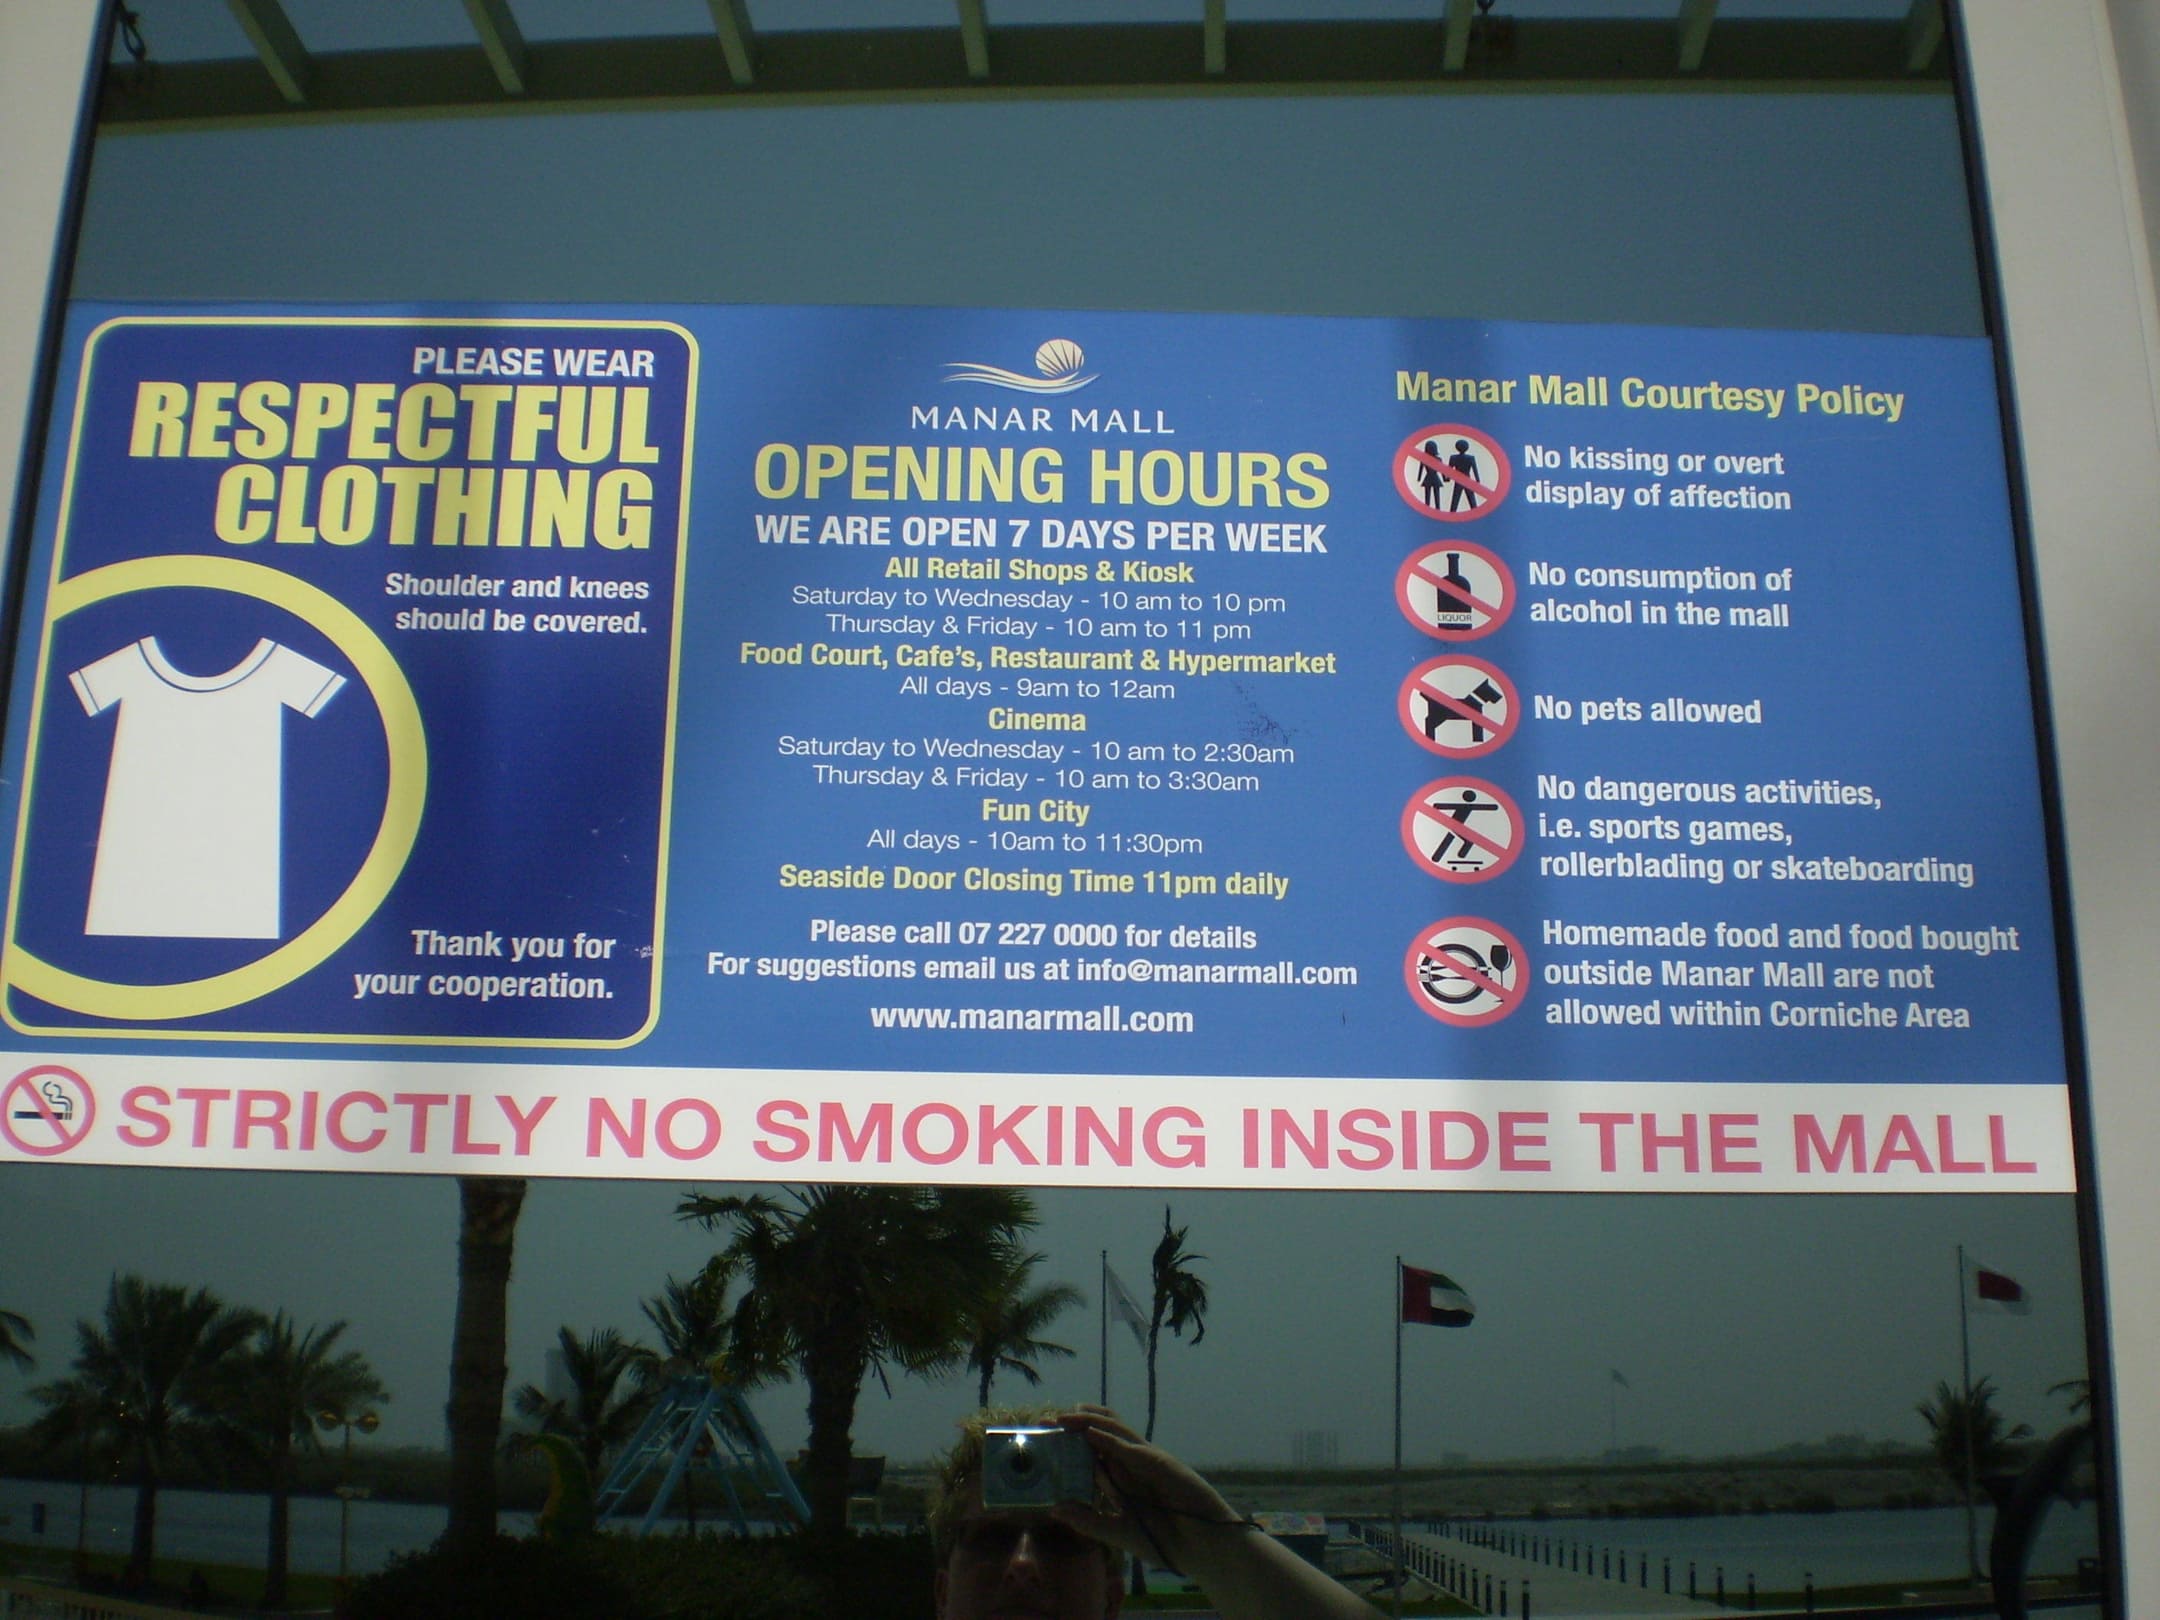 PLEASE WEAR
RESPECTFUL
CLOTHING
Shoulder and knees
should be covered.
Thank you for
your cooperation.
MANAR MALL
OPENING HOURS
WE ARE OPEN 7 DAYS PER WEEK
All Retail Shops & Kiosk
Saturday to Wednesday - 10 am to 10 pm
Thursday & Friday - 10 am to 11 pm
Food Court, Cafe's, Restaurant & Hypermarket
All days - 9am to 12am
Cinema
Saturday to Wednesday - 10 am to 2:30am
Thursday & Friday - 10 am to 3:30am
Fun City
All days - 10am to 11:30pm
Seaside Door Closing Time 11pm daily
Please call 07 227 0000 for details
For suggestions email us at info@manarmall.com
www.manarmall.com
Manar Mall Courtesy Policy
No kissing or overt
display of affection
LIQUOR
No consumption of
alcohol in the mall
No pets allowed
No dangerous activities,
i.e. sports games,
rollerblading or skateboarding
Homemade food and food bought
outside Manar Mall are not
allowed within Corniche Area
STRICTLY NO SMOKING INSIDE THE MALL